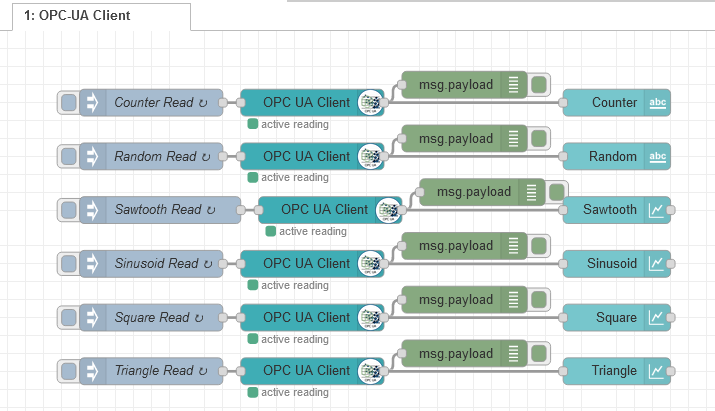 1: OPC-UA Client
msg.payload
Counter Read ↻
OPC UA Client
Counter
abc
active reading
msg.payload
Random Read ↻
OPC UA Client
Random
abc
active reading
msg.payload
Sawtooth Read ↻
OPC UA Client
Sawtooth
active reading
msg.payload
Sinusoid Read ↻
OPC UA Client
Sinusoid
active reading
msg.payload
Square Read ↻
OPC UA Client
Square
active reading
msg.payload
Triangle Read ↻
OPC UA Client
Triangle
active reading